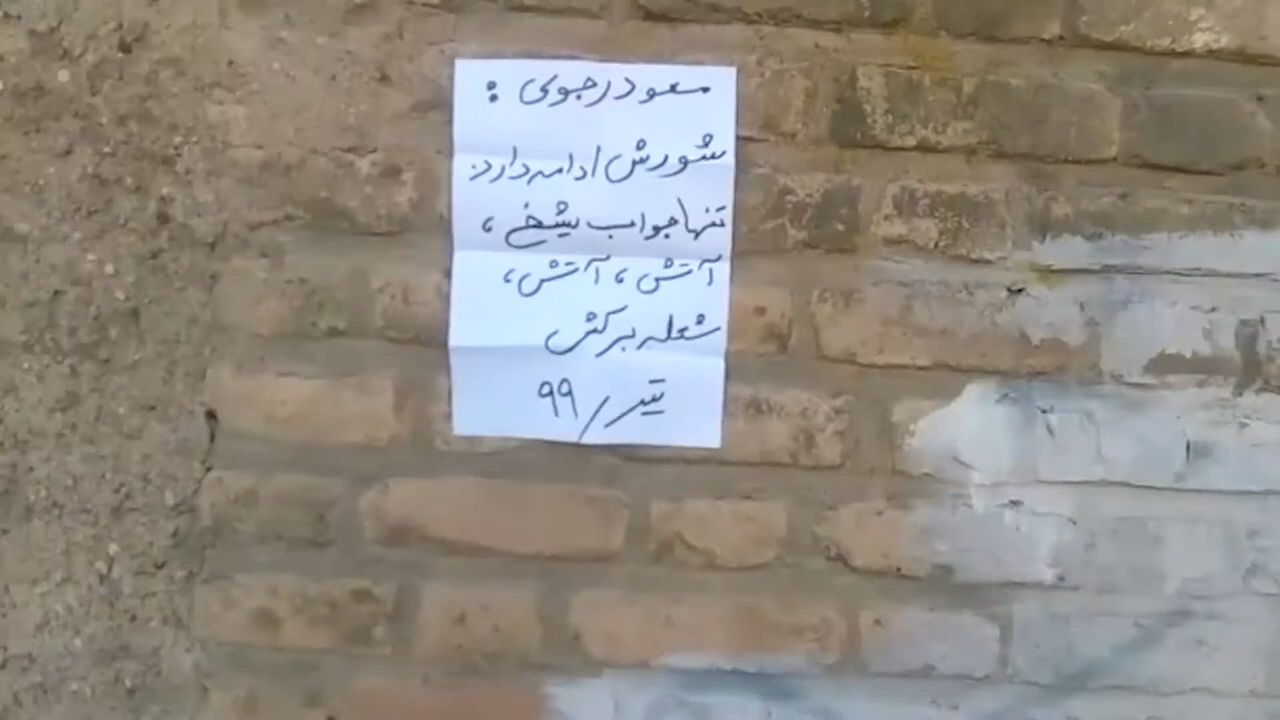 مسعود رجوی :
شورش ادامه دارد.
تنها جواب شیخ ،
آتش ، آتش ،
شعله برکش
تیر / ۹۹